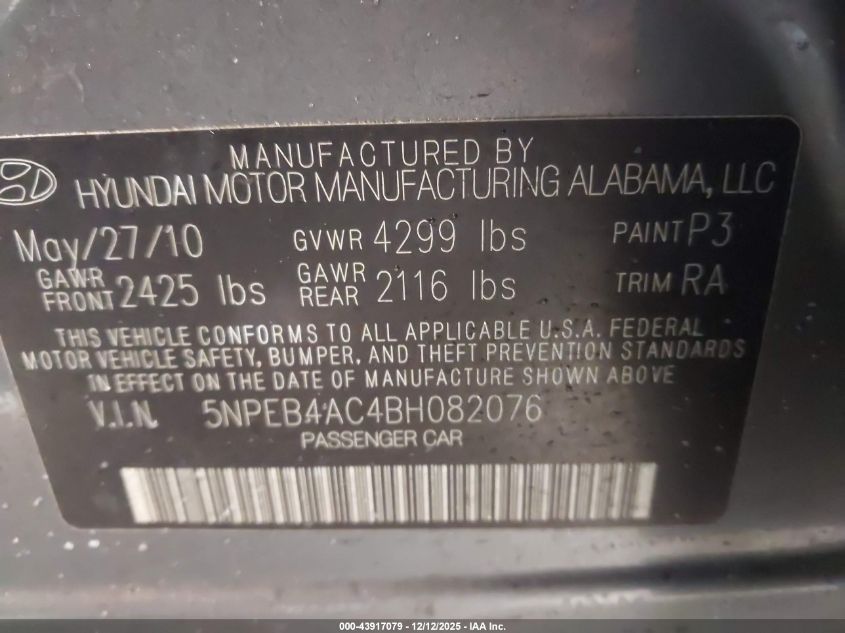 MANUFACTURED BY
HYUNDAI MOTOR MANUFACTURING ALABAMA, LLC
May/27/10 GVWR 4299 lbs PAINT P3
GAWR FRONT 2425 lbs GAWR REAR 2116 lbs TRIM RA
THIS VEHICLE CONFORMS TO ALL APPLICABLE U.S.A. FEDERAL
MOTOR VEHICLE SAFETY, BUMPER, AND THEFT PREVENTION STANDARDS
IN EFFECT ON THE DATE OF MANUFACTURE SHOWN ABOVE.
V.I.N. 5NPEB4AC4BH082076
PASSENGER CAR
000-43917079 - 12/12/2025 - IAA Inc.